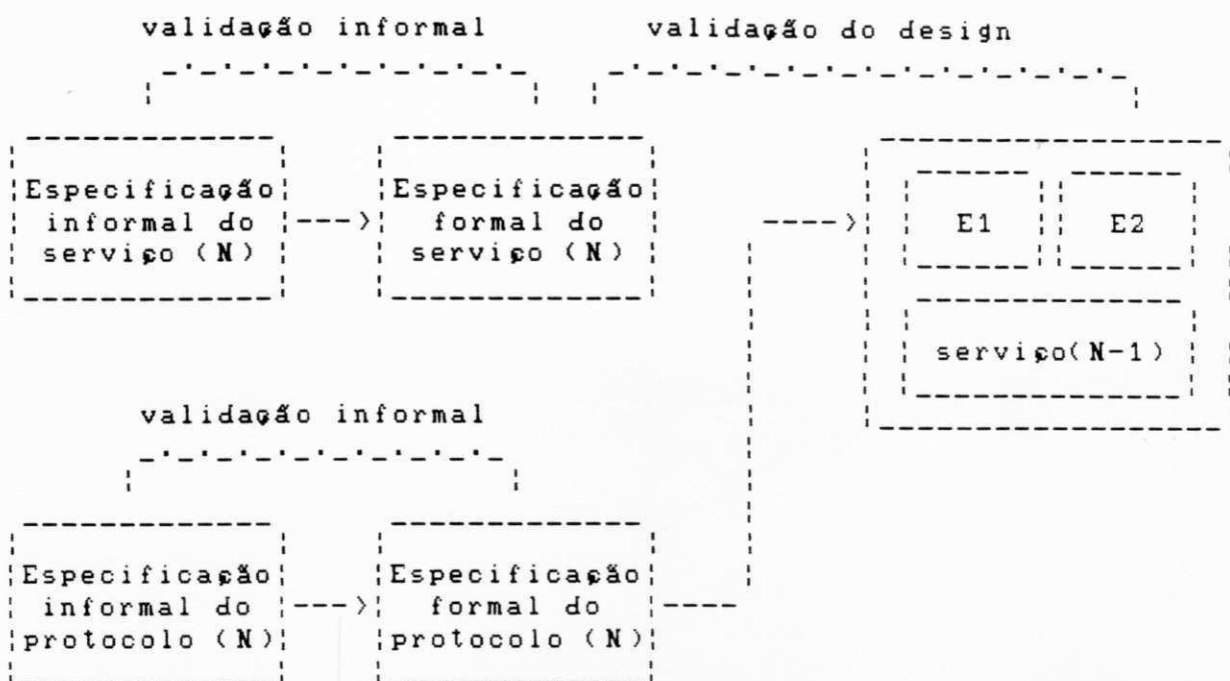 validação informal
validação do design
Especificação
informal do
serviço (N)
Especificação
formal do
serviço (N)
E1
E2
serviço(N-1)
validação informal
Especificação
informal do
protocolo (N)
Especificação
formal do
protocolo (N)